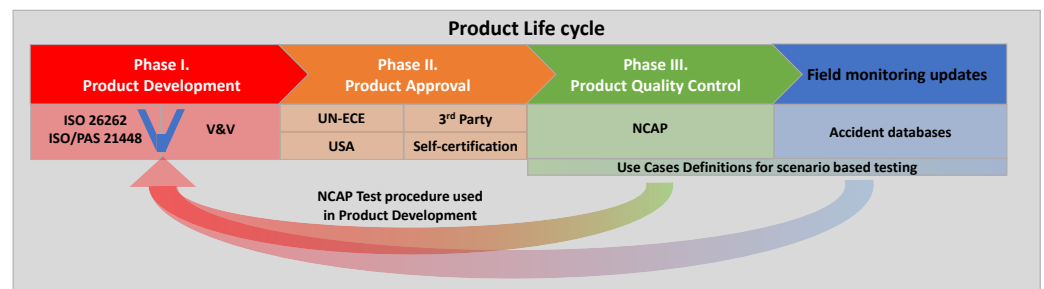 Product Life cycle
Phase I.
Product Development
Phase II.
Product Approval
Phase III.
Product Quality Control
Field monitoring updates
ISO 26262
ISO/PAS 21448
V&V
UN-ECE
3rd Party
USA
Self-certification
NCAP
Accident databases
Use Cases Definitions for scenario based testing
NCAP Test procedure used
in Product Development